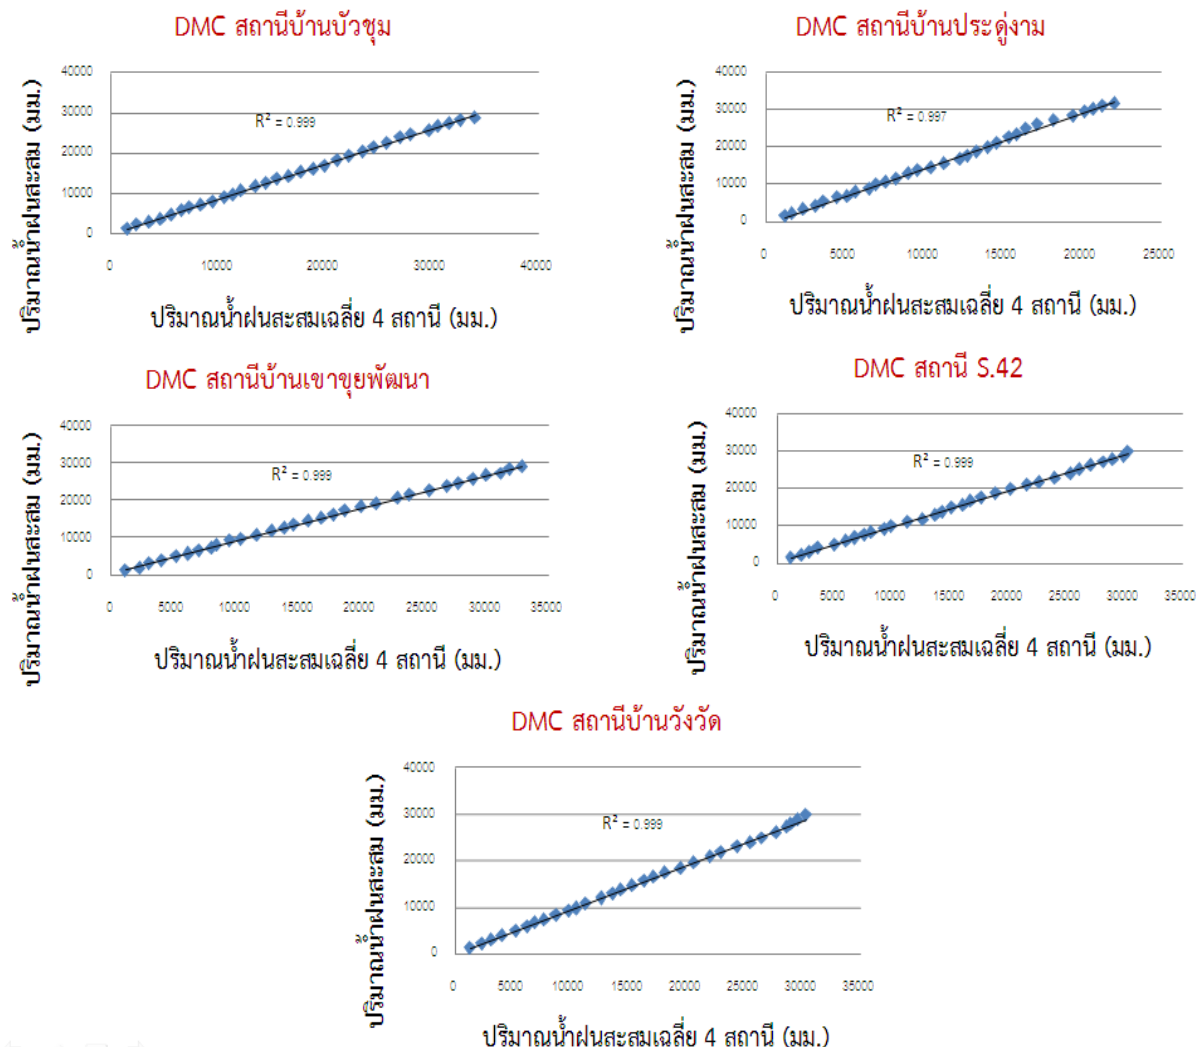 DMC สถานีบ้านบัวชุม
ปริมาณน้ำฝนสะสม (มม.)
40000
30000
20000
10000
0
R² = 0.999
0 10000 20000 30000 40000
ปริมาณน้ำฝนสะสมเฉลี่ย 4 สถานี (มม.)
DMC สถานีบ้านประดู่งาม
ปริมาณน้ำฝนสะสม (มม.)
40000
30000
20000
10000
0
R² = 0.997
0 5000 10000 15000 20000 25000
ปริมาณน้ำฝนสะสมเฉลี่ย 4 สถานี (มม.)
DMC สถานีบ้านเขาขุยพัฒนา
ปริมาณน้ำฝนสะสม (มม.)
40000
30000
20000
10000
0
R² = 0.999
0 5000 10000 15000 20000 25000 30000 35000
ปริมาณน้ำฝนสะสมเฉลี่ย 4 สถานี (มม.)
DMC สถานี S.42
ปริมาณน้ำฝนสะสม (มม.)
40000
30000
20000
10000
0
R² = 0.999
0 5000 10000 15000 20000 25000 30000 35000
ปริมาณน้ำฝนสะสมเฉลี่ย 4 สถานี (มม.)
DMC สถานีบ้านวังวัด
ปริมาณน้ำฝนสะสม (มม.)
40000
30000
20000
10000
0
R² = 0.999
0 5000 10000 15000 20000 25000 30000 35000
ปริมาณน้ำฝนสะสมเฉลี่ย 4 สถานี (มม.)